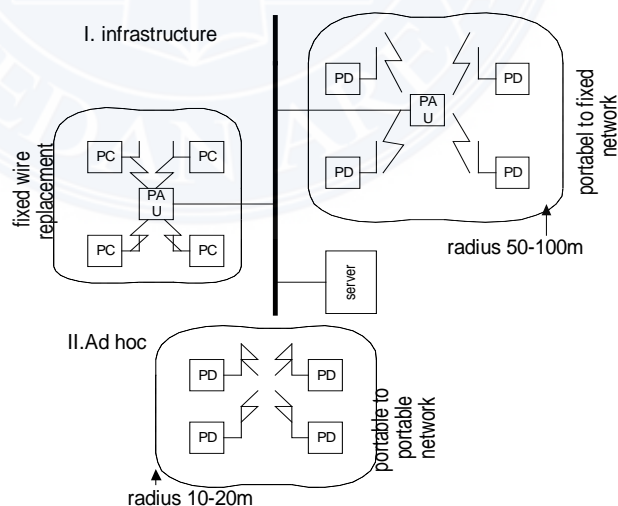 I. infrastructure
PD
PD
PA
U
PD
PD
portabel to fixed
network
radius 50-100m
fixed wire
replacement
PC
PC
PA
U
PC
PC
server
II.Ad hoc
PD
PD
PD
PD
portable to
portable
network
radius 10-20m